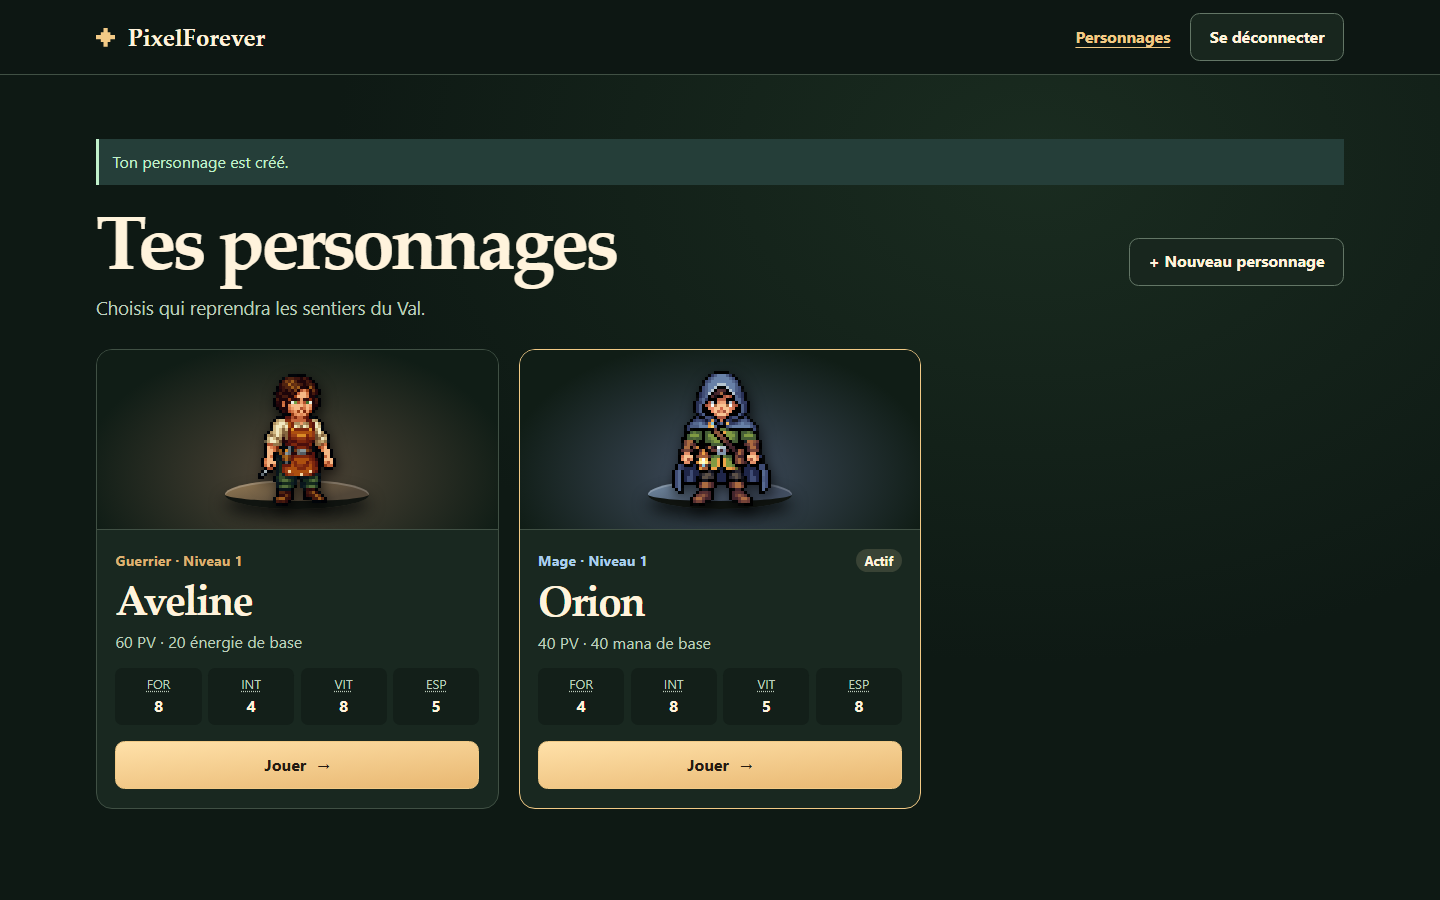 PixelForever
Personnages
Se déconnecter
Ton personnage est créé.
Tes personnages
+ Nouveau personnage
Choisis qui reprendra les sentiers du Val.
Guerrier · Niveau 1
Aveline
60 PV · 20 énergie de base
FOR INT VIT ESP
8 4 8 5
Jouer →
Mage · Niveau 1
Actif
Orion
40 PV · 40 mana de base
FOR INT VIT ESP
4 8 5 8
Jouer →